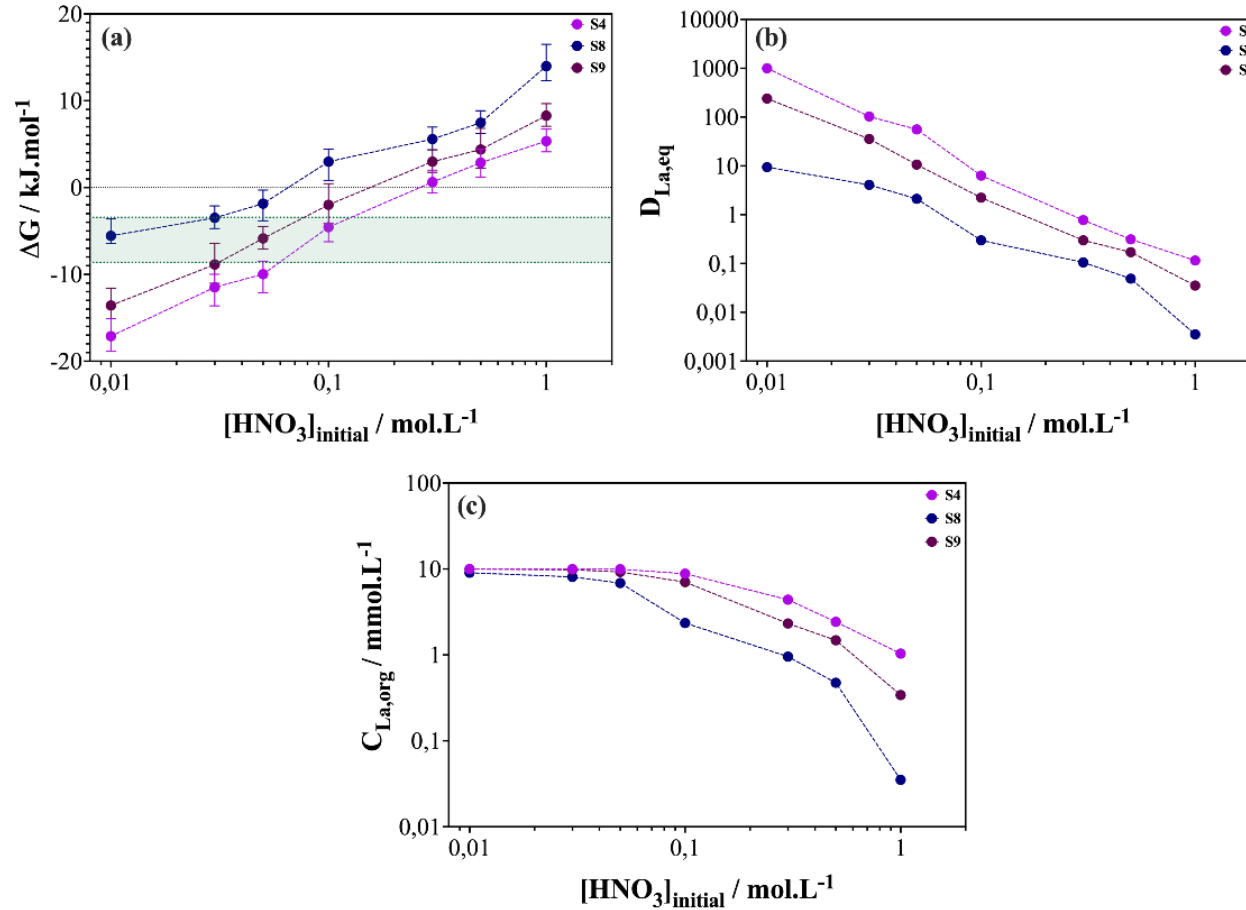 (a)
S4
S8
S9
20
10
0
-10
-20
ΔG / kJ.mol⁻¹
0,01
0,1
1
[HNO₃]initial / mol.L⁻¹
(b)
S
S
S
1000
100
10
1
0,1
0,01
0,001
D_La,eq
0,01
0,1
1
[HNO₃]initial / mol.L⁻¹
(c)
S4
S8
S9
100
10
1
0,1
0,01
C_La,org / mmol.L⁻¹
0,01
0,1
1
[HNO₃]initial / mol.L⁻¹